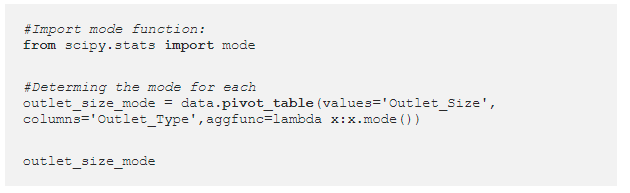 #Import mode function:
from scipy.stats import mode
#Determing the mode for each
outlet_size_mode = data.pivot_table(values='Outlet_Size',
columns='Outlet_Type',aggfunc=lambda x:x.mode())
outlet_size_mode